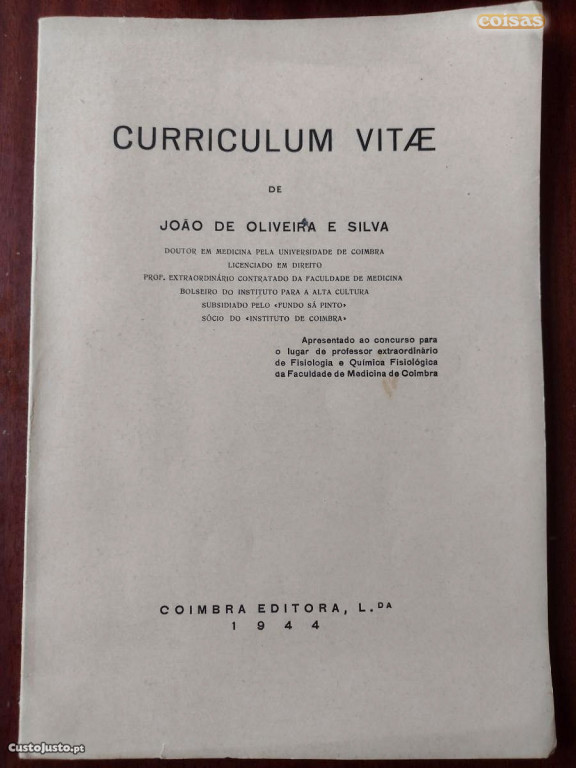 coisas
CURRICULUM VITÆ
DE
JOÃO DE OLIVEIRA E SILVA
DOUTOR EM MEDICINA PELA UNIVERSIDADE DE COIMBRA
LICENCIADO EM DIREITO
PROF. EXTRAORDINÁRIO CONTRATADO DA FACULDADE DE MEDICINA
BOLSEIRO DO INSTITUTO PARA A ALTA CULTURA
SUBSIDIADO PELO «FUNDO SÁ PINTO»
SÓCIO DO «INSTITUTO DE COIMBRA»
Apresentado ao concurso para
o lugar de professor extraordinário
de Fisiologia e Química Fisiológica
da Faculdade de Medicina de Coimbra
COIMBRA EDITORA, L.DA
1944
CustoJusto.pt